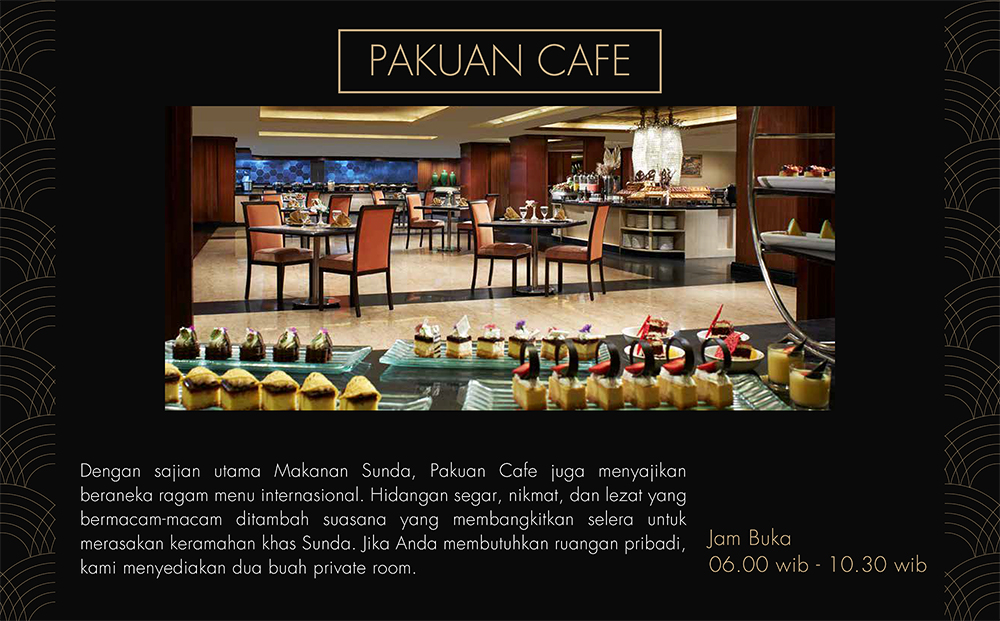 PAKUAN CAFE
Dengan sajian utama Makanan Sunda, Pakuan Cafe juga menyajikan
beraneka ragam menu internasional. Hidangan segar, nikmat, dan lezat yang
bermacam-macam ditambah suasana yang membangkitkan selera untuk
merasakan keramahan khas Sunda. Jika Anda membutuhkan ruangan pribadi,
kami menyediakan dua buah private room.
Jam Buka
06.00 wib - 10.30 wib